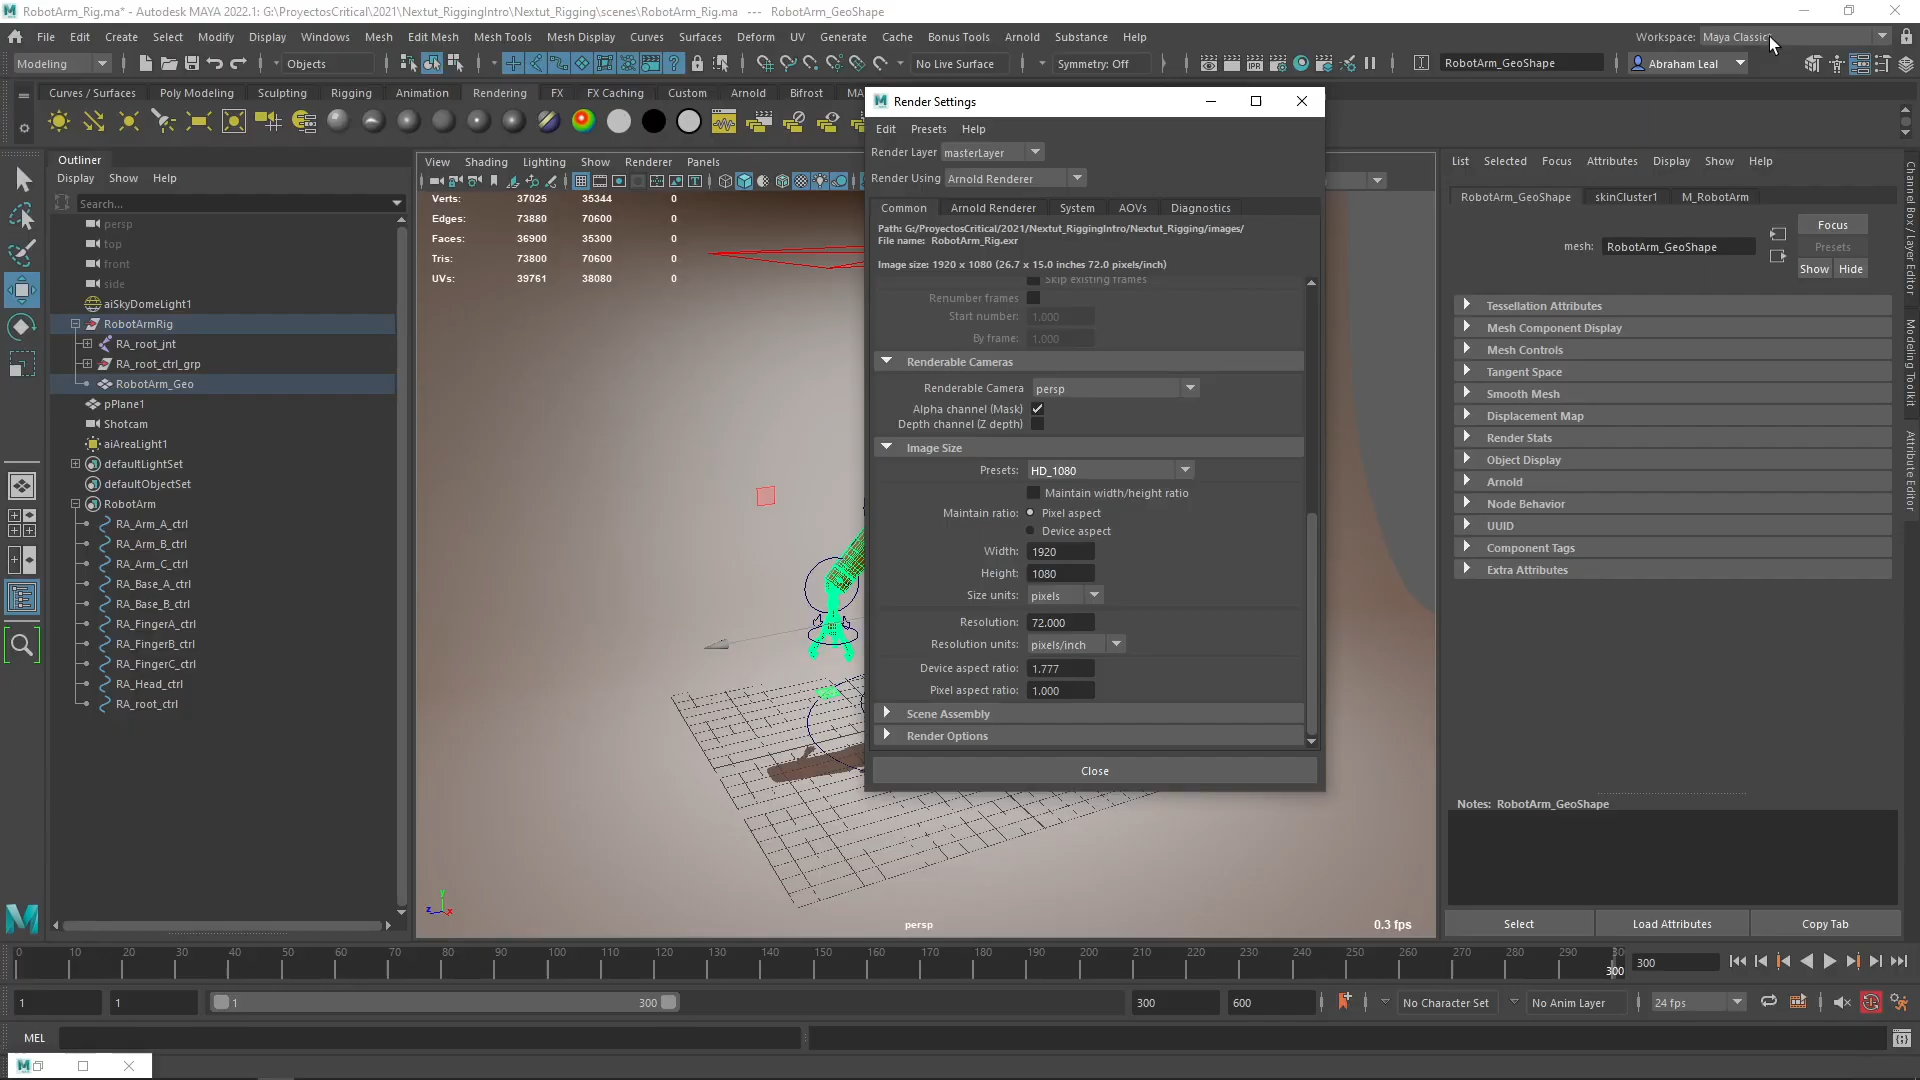 RobotArm_Rig.ma* - Autodesk MAYA 2022.1: G:\ProyectosCritical\2021\Nextut_RiggingIntro\Nextut_Rigging\scenes\RobotArm_Rig.ma --- RobotArm_GeoShape
File Edit Create Select Modify Display Windows Mesh Edit Mesh Mesh Tools Mesh Display Curves Surfaces Deform UV Generate Cache Bonus Tools Arnold Substance Help Workspace: Maya Classic
Modeling Objects No Live Surface Symmetry: Off RobotArm_GeoShape Abraham Leal
Curves / Surfaces Poly Modeling Sculpting Rigging Animation Rendering FX FX Caching Custom Arnold Bifrost MA
Outliner
Display Show Help
Search...
persp
top
front
side
aiSkyDomeLight1
RobotArmRig
RA_root_jnt
RA_root_ctrl_grp
RobotArm_Geo
pPlane1
Shotcam
aiAreaLight1
defaultLightSet
defaultObjectSet
RobotArm
RA_Arm_A_ctrl
RA_Arm_B_ctrl
RA_Arm_C_ctrl
RA_Base_A_ctrl
RA_Base_B_ctrl
RA_FingerA_ctrl
RA_FingerB_ctrl
RA_FingerC_ctrl
RA_Head_ctrl
RA_root_ctrl
View Shading Lighting Show Renderer Panels
Verts: 37025 35344 0
Edges: 73880 70600 0
Faces: 36900 35300 0
Tris: 73800 70600 0
UVs: 39761 38080 0
y
z x
persp
0.3 fps
Render Settings
Edit Presets Help
Render Layer masterLayer
Render Using Arnold Renderer
Common Arnold Renderer System AOVs Diagnostics
Path: G:/ProyectosCritical/2021/Nextut_RiggingIntro/Nextut_Rigging/images/
File name: RobotArm_Rig.exr
Image size: 1920 x 1080 (26.7 x 15.0 inches 72.0 pixels/inch)
Skip existing frames
Renumber frames
Start number: 1.000
By frame: 1.000
Renderable Cameras
Renderable Camera persp
Alpha channel (Mask)
Depth channel (Z depth)
Image Size
Presets: HD_1080
Maintain width/height ratio
Maintain ratio: Pixel aspect
Device aspect
Width: 1920
Height: 1080
Size units: pixels
Resolution: 72.000
Resolution units: pixels/inch
Device aspect ratio: 1.777
Pixel aspect ratio: 1.000
Scene Assembly
Render Options
Close
List Selected Focus Attributes Display Show Help
RobotArm_GeoShape skinCluster1 M_RobotArm
mesh: RobotArm_GeoShape
Focus
Presets
Show Hide
Tessellation Attributes
Mesh Component Display
Mesh Controls
Tangent Space
Smooth Mesh
Displacement Map
Render Stats
Object Display
Arnold
Node Behavior
UUID
Component Tags
Extra Attributes
Notes: RobotArm_GeoShape
Select Load Attributes Copy Tab
Channel Box / Layer Editor
Modeling Toolkit
Attribute Editor
0 10 20 30 40 50 60 70 80 90 100 110 120 130 140 150 160 170 180 190 200 210 220 230 240 250 260 270 280 290 30
300 300
1 1 1 300 300 600 No Character Set No Anim Layer 24 fps
MEL